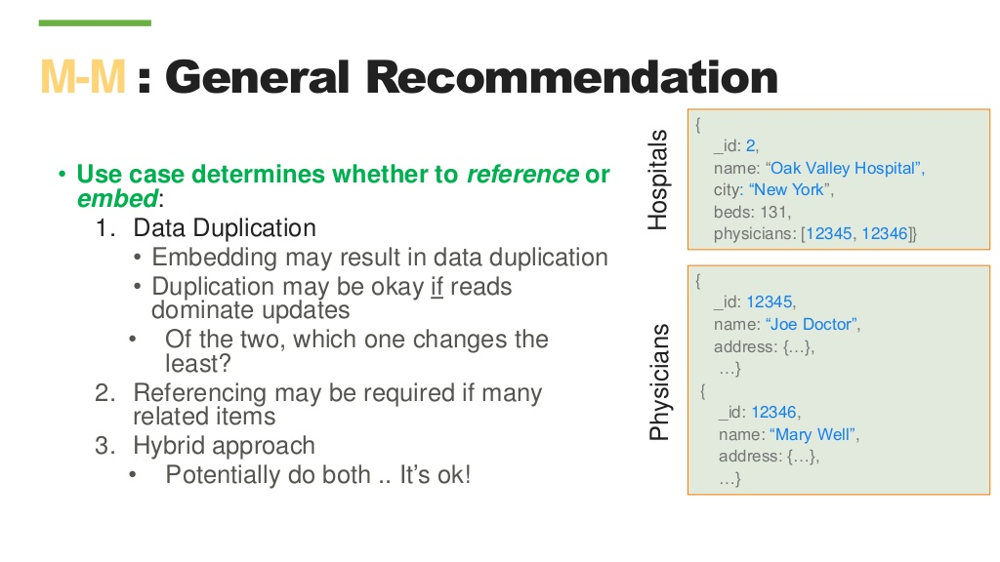 M-M : General Recommendation
• Use case determines whether to reference or
embed:
1. Data Duplication
• Embedding may result in data duplication
• Duplication may be okay if reads
dominate updates
• Of the two, which one changes the
least?
2. Referencing may be required if many
related items
3. Hybrid approach
• Potentially do both .. It’s ok!
Hospitals
{
_id: 2,
name: “Oak Valley Hospital”,
city: “New York”,
beds: 131,
physicians: [12345, 12346]}
Physicians
{
_id: 12345,
name: “Joe Doctor”,
address: {…},
…}
{
_id: 12346,
name: “Mary Well”,
address: {…},
…}